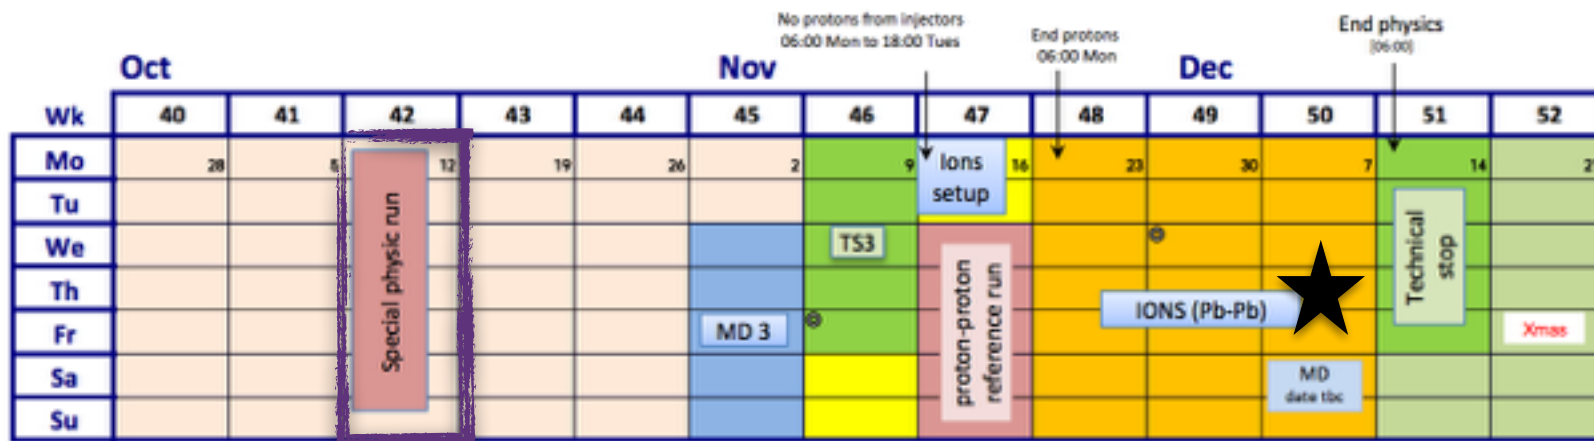 No protons from injectors
06:00 Mon to 18:00 Tues
End protons
06:00 Mon
End physics
[06:00]
Oct Nov Dec
Wk 40 41 42 43 44 45 46 47 48 49 50 51 52
Mo 28 5 12 19 26 2 9 16 23 30 7 14
Ions
setup
Tu
We
TS3
Th
Fr
Sa
Su
Special physic run
MD 3
proton-proton
reference run
IONS (Pb-Pb)
MD
date tbc
Technical
stop
Xmas